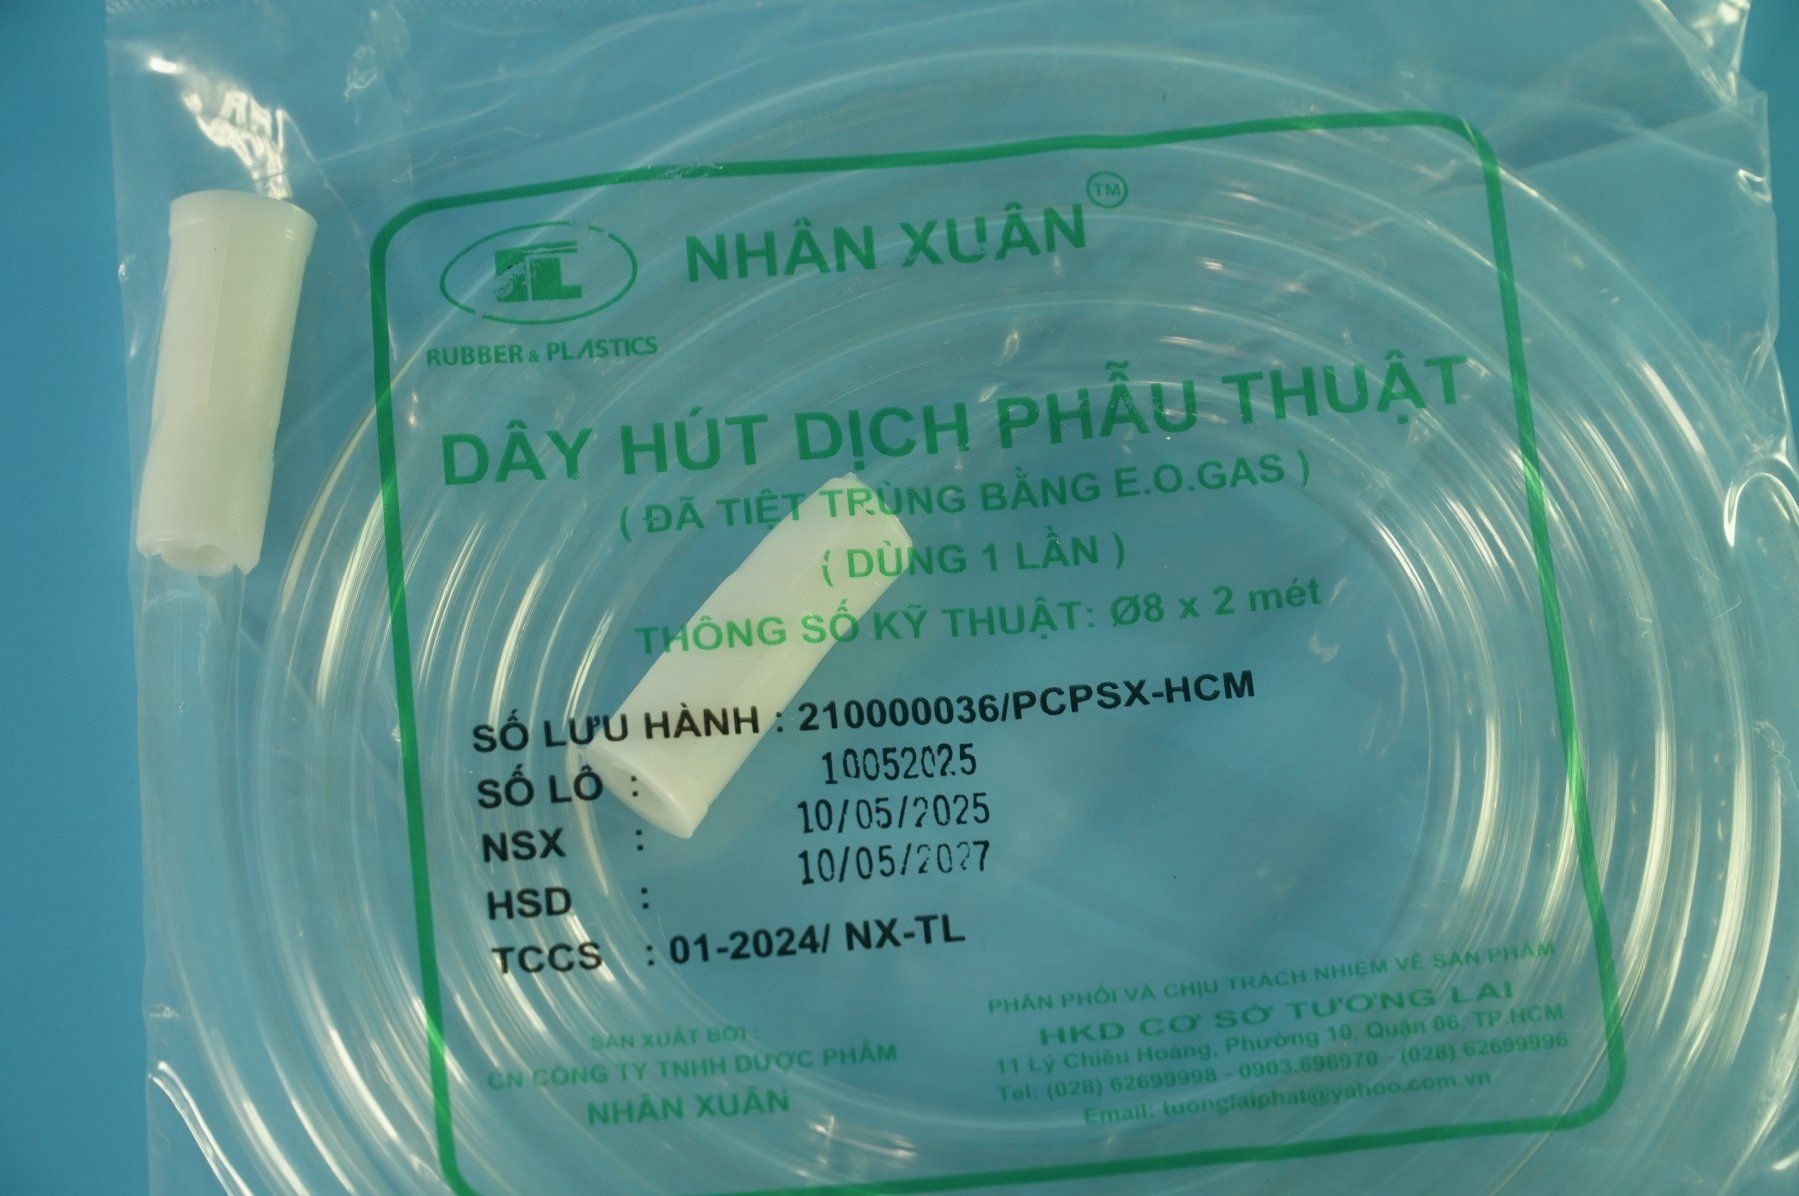 NHÂN XUÂN TM
TL
RUBBER & PLASTICS
DÂY HÚT DỊCH PHẪU THUẬT
( ĐÃ TIỆT TRÙNG BẰNG E.O.GAS )
( DÙNG 1 LẦN )
THÔNG SỐ KỸ THUẬT: Ø8 x 2 mét
SỐ LƯU HÀNH : 210000036/PCPSX-HCM
SỐ LÔ : 10052025
NSX : 10/05/2025
HSD : 10/05/2027
TCCS : 01-2024/ NX-TL
SẢN XUẤT BỞI :
CN CÔNG TY TNHH DƯỢC PHẨM
NHÂN XUÂN
PHÂN PHỐI VÀ CHỊU TRÁCH NHIỆM VỀ SẢN PHẨM
HKD CƠ SỞ TƯƠNG LAI
11 Lý Chiêu Hoàng, Phường 10, Quận 06, TP.HCM
Tel: (028) 62699998 - 0903.696970 - (028) 62699996
Email: tuonglaiphat@yahoo.com.vn